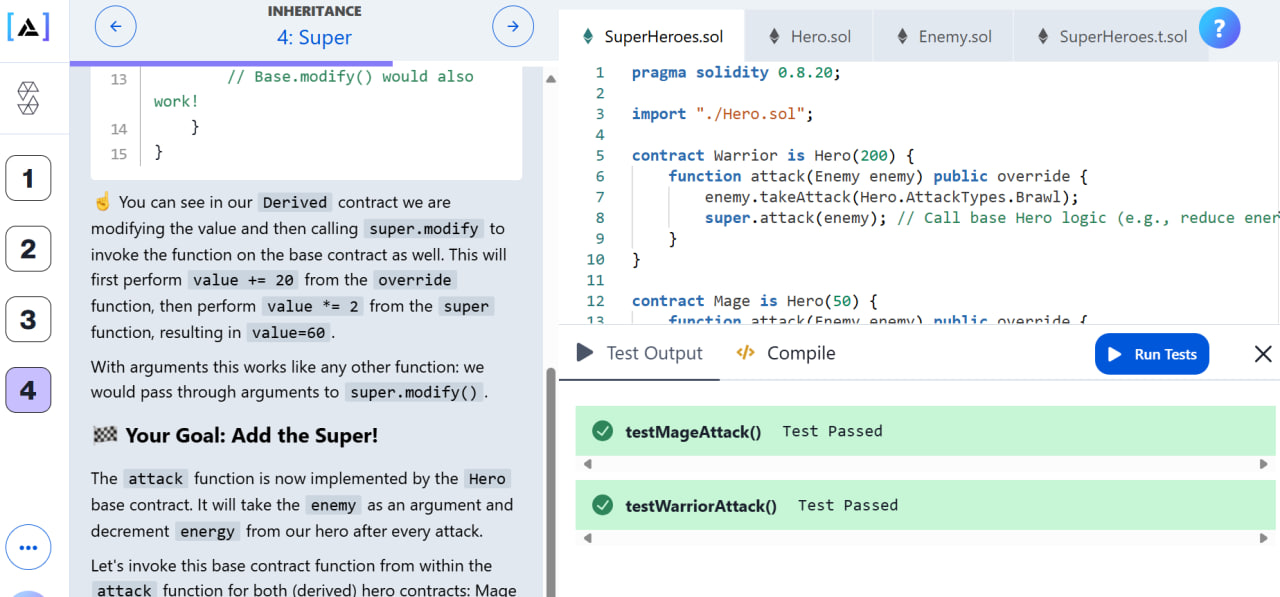 INHERITANCE
4: Super
13 // Base.modify() would also
work!
14 }
15 }
☝ You can see in our Derived contract we are
modifying the value and then calling super.modify to
invoke the function on the base contract as well. This will
first perform value += 20 from the override
function, then perform value *= 2 from the super
function, resulting in value=60.
With arguments this works like any other function: we
would pass through arguments to super.modify().
🏁 Your Goal: Add the Super!
The attack function is now implemented by the Hero
base contract. It will take the enemy as an argument and
decrement energy from our hero after every attack.
Let's invoke this base contract function from within the
attack function for both (derived) hero contracts: Mage
1
2
3
4
SuperHeroes.sol
Hero.sol
Enemy.sol
SuperHeroes.t.sol
?
1 pragma solidity 0.8.20;
2
3 import "./Hero.sol";
4
5 contract Warrior is Hero(200) {
6 function attack(Enemy enemy) public override {
7 enemy.takeAttack(Hero.AttackTypes.Brawl);
8 super.attack(enemy); // Call base Hero logic (e.g., reduce ener
9 }
10 }
11
12 contract Mage is Hero(50) {
13 function attack(Enemy enemy) public override {
Test Output
Compile
Run Tests
testMageAttack() Test Passed
testWarriorAttack() Test Passed